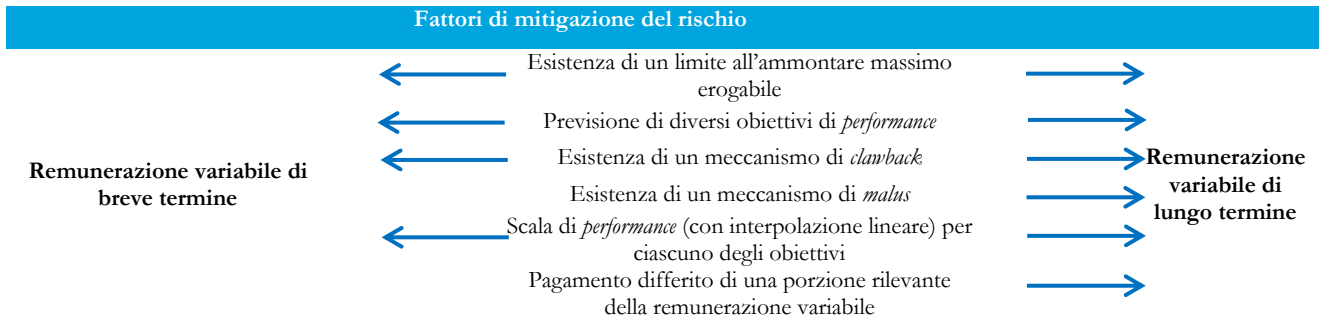 Fattori di mitigazione del rischio
Esistenza di un limite all'ammontare massimo
erogabile
Previsione di diversi obiettivi di performance
Esistenza di un meccanismo di clawback
Esistenza di un meccanismo di malus
Scala di performance (con interpolazione lineare) per
ciascuno degli obiettivi
Pagamento differito di una porzione rilevante
della remunerazione variabile
Remunerazione variabile di
breve termine
Remunerazione
variabile di
lungo termine